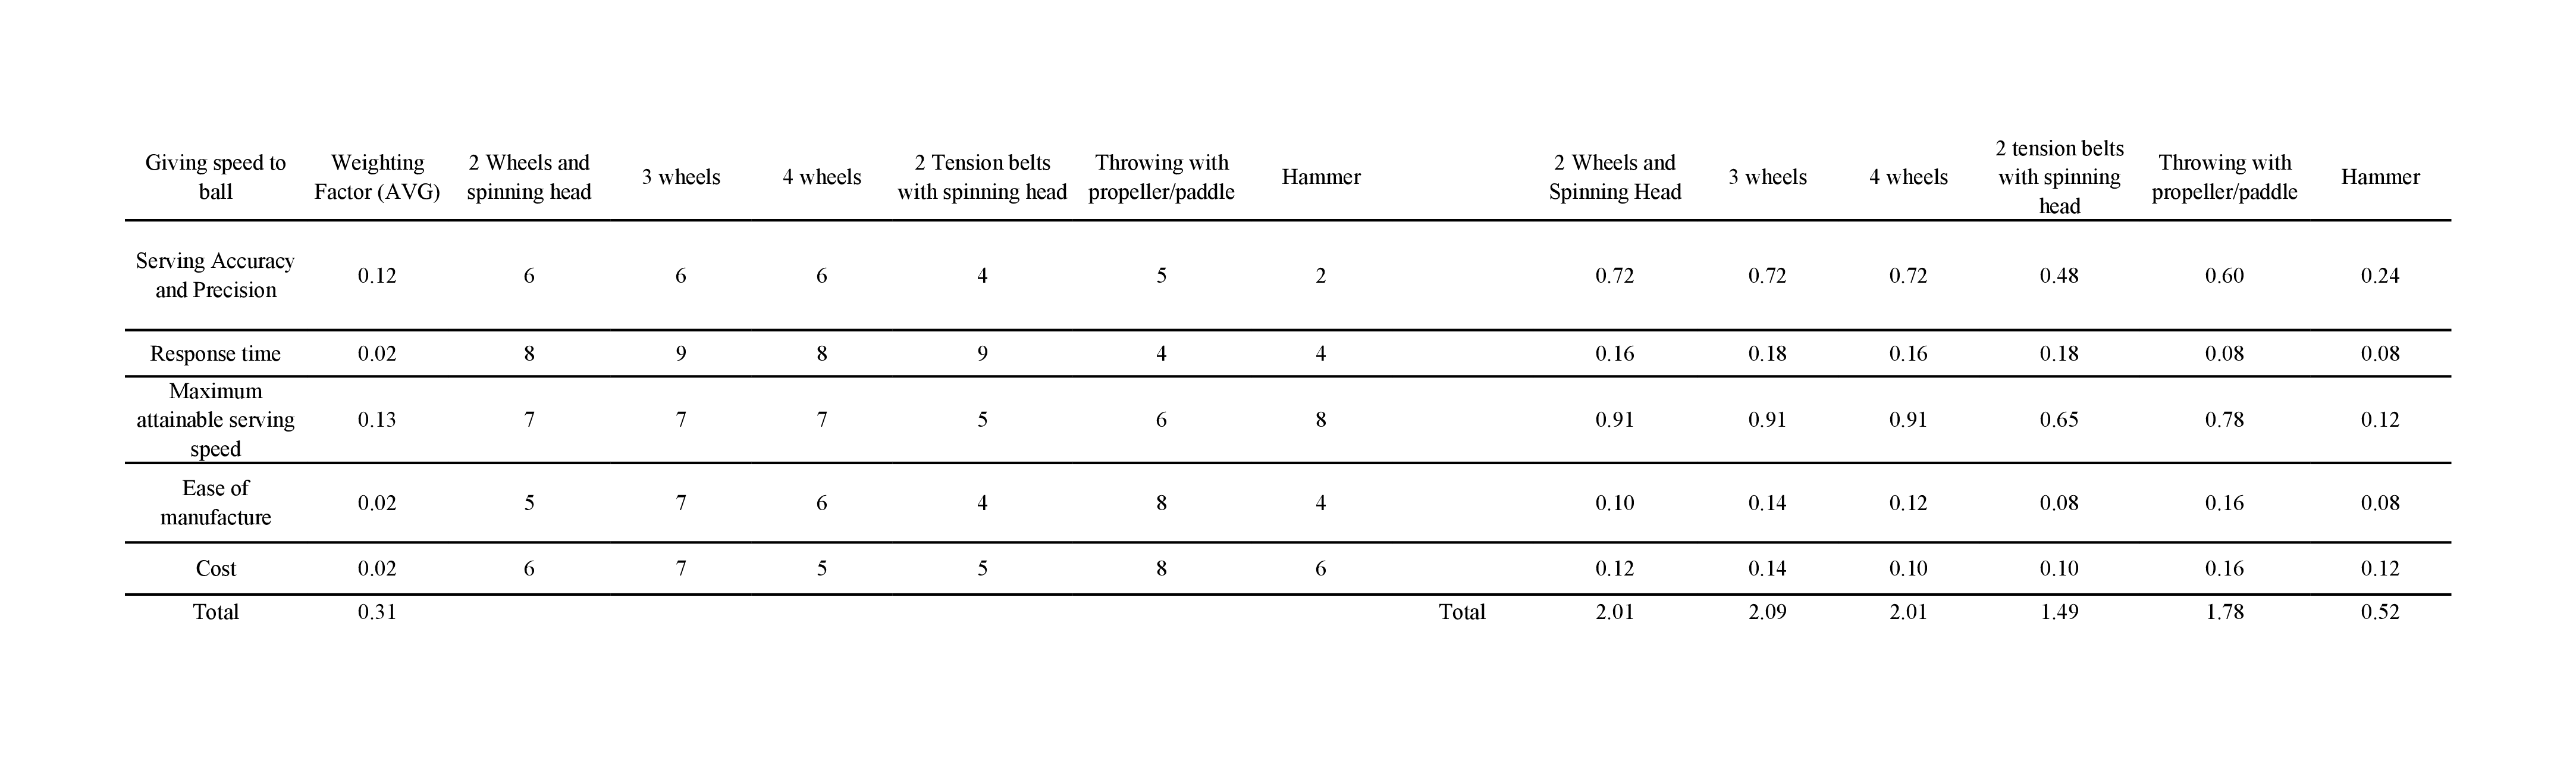 Giving speed to ball Weighting Factor (AVG) 2 Wheels and spinning head 3 wheels 4 wheels 2 Tension belts with spinning head Throwing with propeller/paddle Hammer 2 Wheels and Spinning Head 3 wheels 4 wheels 2 tension belts with spinning head Throwing with propeller/paddle Hammer
Serving Accuracy and Precision 0.12 6 6 6 4 5 2 0.72 0.72 0.72 0.48 0.60 0.24
Response time 0.02 8 9 8 9 4 4 0.16 0.18 0.16 0.18 0.08 0.08
Maximum attainable serving speed 0.13 7 7 7 5 6 8 0.91 0.91 0.91 0.65 0.78 0.12
Ease of manufacture 0.02 5 7 6 4 8 4 0.10 0.14 0.12 0.08 0.16 0.08
Cost 0.02 6 7 5 5 8 6 0.12 0.14 0.10 0.10 0.16 0.12
Total 0.31 Total 2.01 2.09 2.01 1.49 1.78 0.52